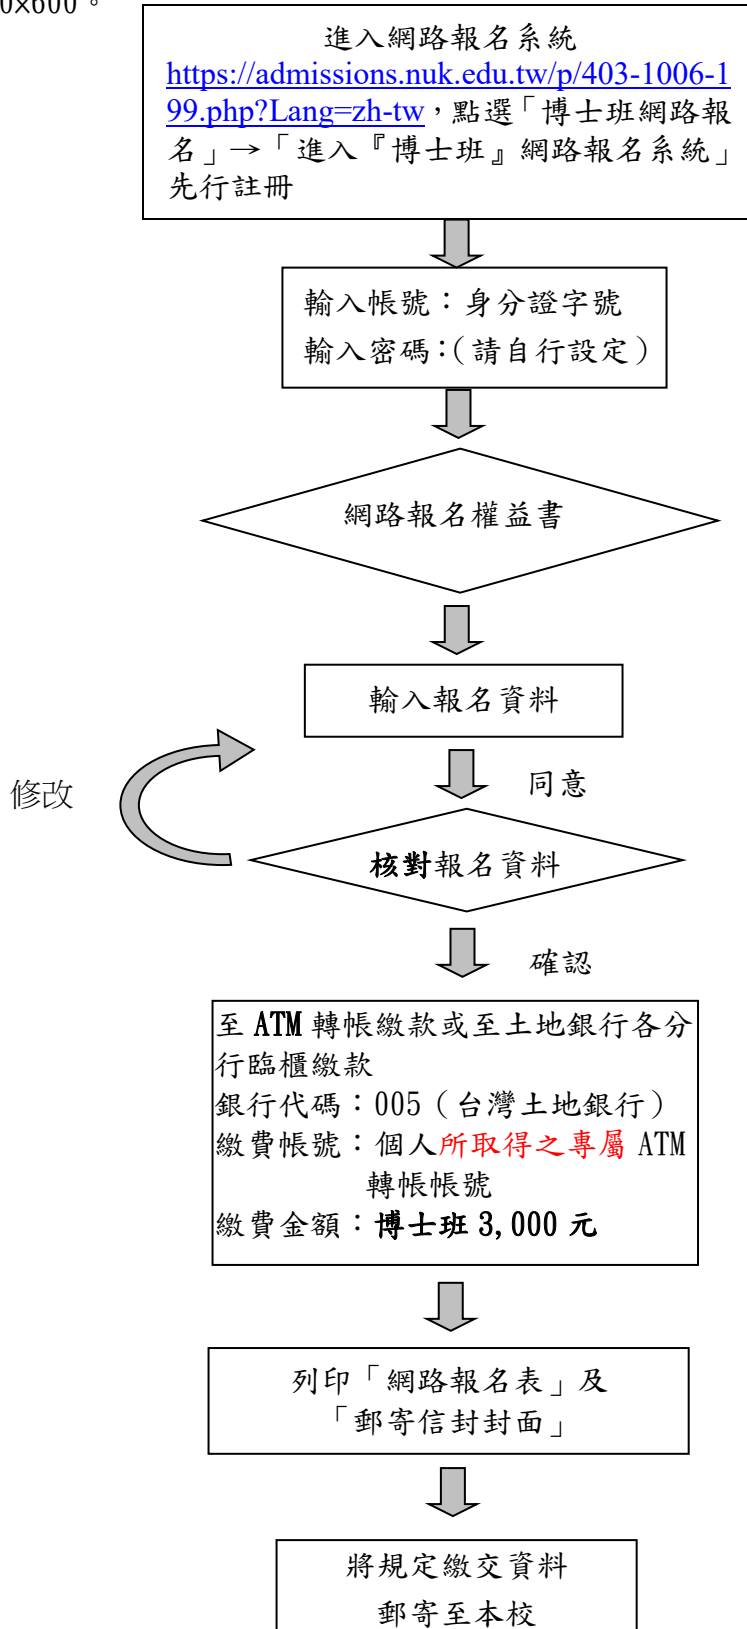 0×600。
進入網路報名系統
https://admissions.nuk.edu.tw/p/403-1006-1
99.php?Lang=zh-tw，點選「博士班網路報
名」→「進入『博士班』網路報名系統」
先行註冊
輸入帳號：身分證字號
輸入密碼：（請自行設定）
網路報名權益書
輸入報名資料
同意
修改
核對報名資料
確認
至 ATM 轉帳繳款或至土地銀行各分
行臨櫃繳款
銀行代碼：005（台灣土地銀行）
繳費帳號：個人所取得之專屬 ATM
轉帳帳號
繳費金額：博士班 3,000 元
列印「網路報名表」及
「郵寄信封封面」
將規定繳交資料
郵寄至本校